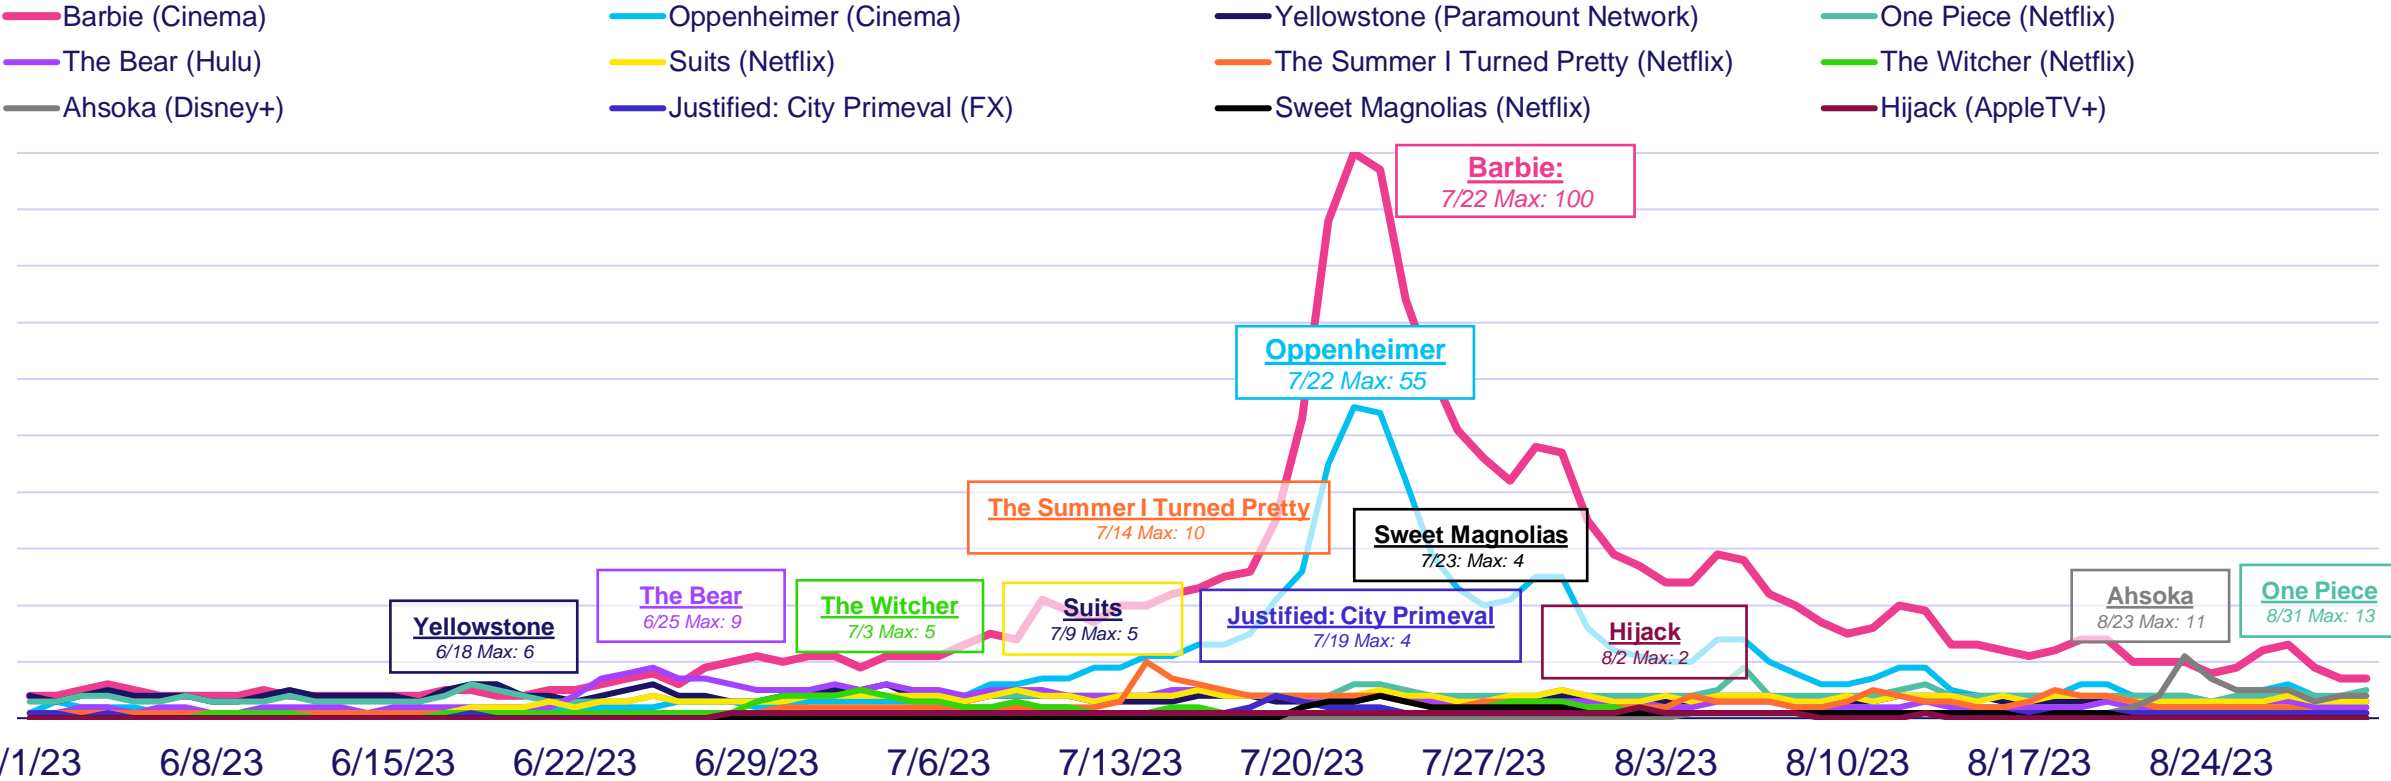 Barbie (Cinema)
Oppenheimer (Cinema)
Yellowstone (Paramount Network)
One Piece (Netflix)
The Bear (Hulu)
Suits (Netflix)
The Summer I Turned Pretty (Netflix)
The Witcher (Netflix)
Ahsoka (Disney+)
Justified: City Primeval (FX)
Sweet Magnolias (Netflix)
Hijack (AppleTV+)
Barbie:
7/22 Max: 100
Oppenheimer
7/22 Max: 55
The Summer I Turned Pretty
7/14 Max: 10
Sweet Magnolias
7/23: Max: 4
The Bear
6/25 Max: 9
The Witcher
7/3 Max: 5
Suits
7/9 Max: 5
Justified: City Primeval
7/19 Max: 4
Yellowstone
6/18 Max: 6
Hijack
8/2 Max: 2
Ahsoka
8/23 Max: 11
One Piece
8/31 Max: 13
/1/23
6/8/23
6/15/23
6/22/23
6/29/23
7/6/23
7/13/23
7/20/23
7/27/23
8/3/23
8/10/23
8/17/23
8/24/23